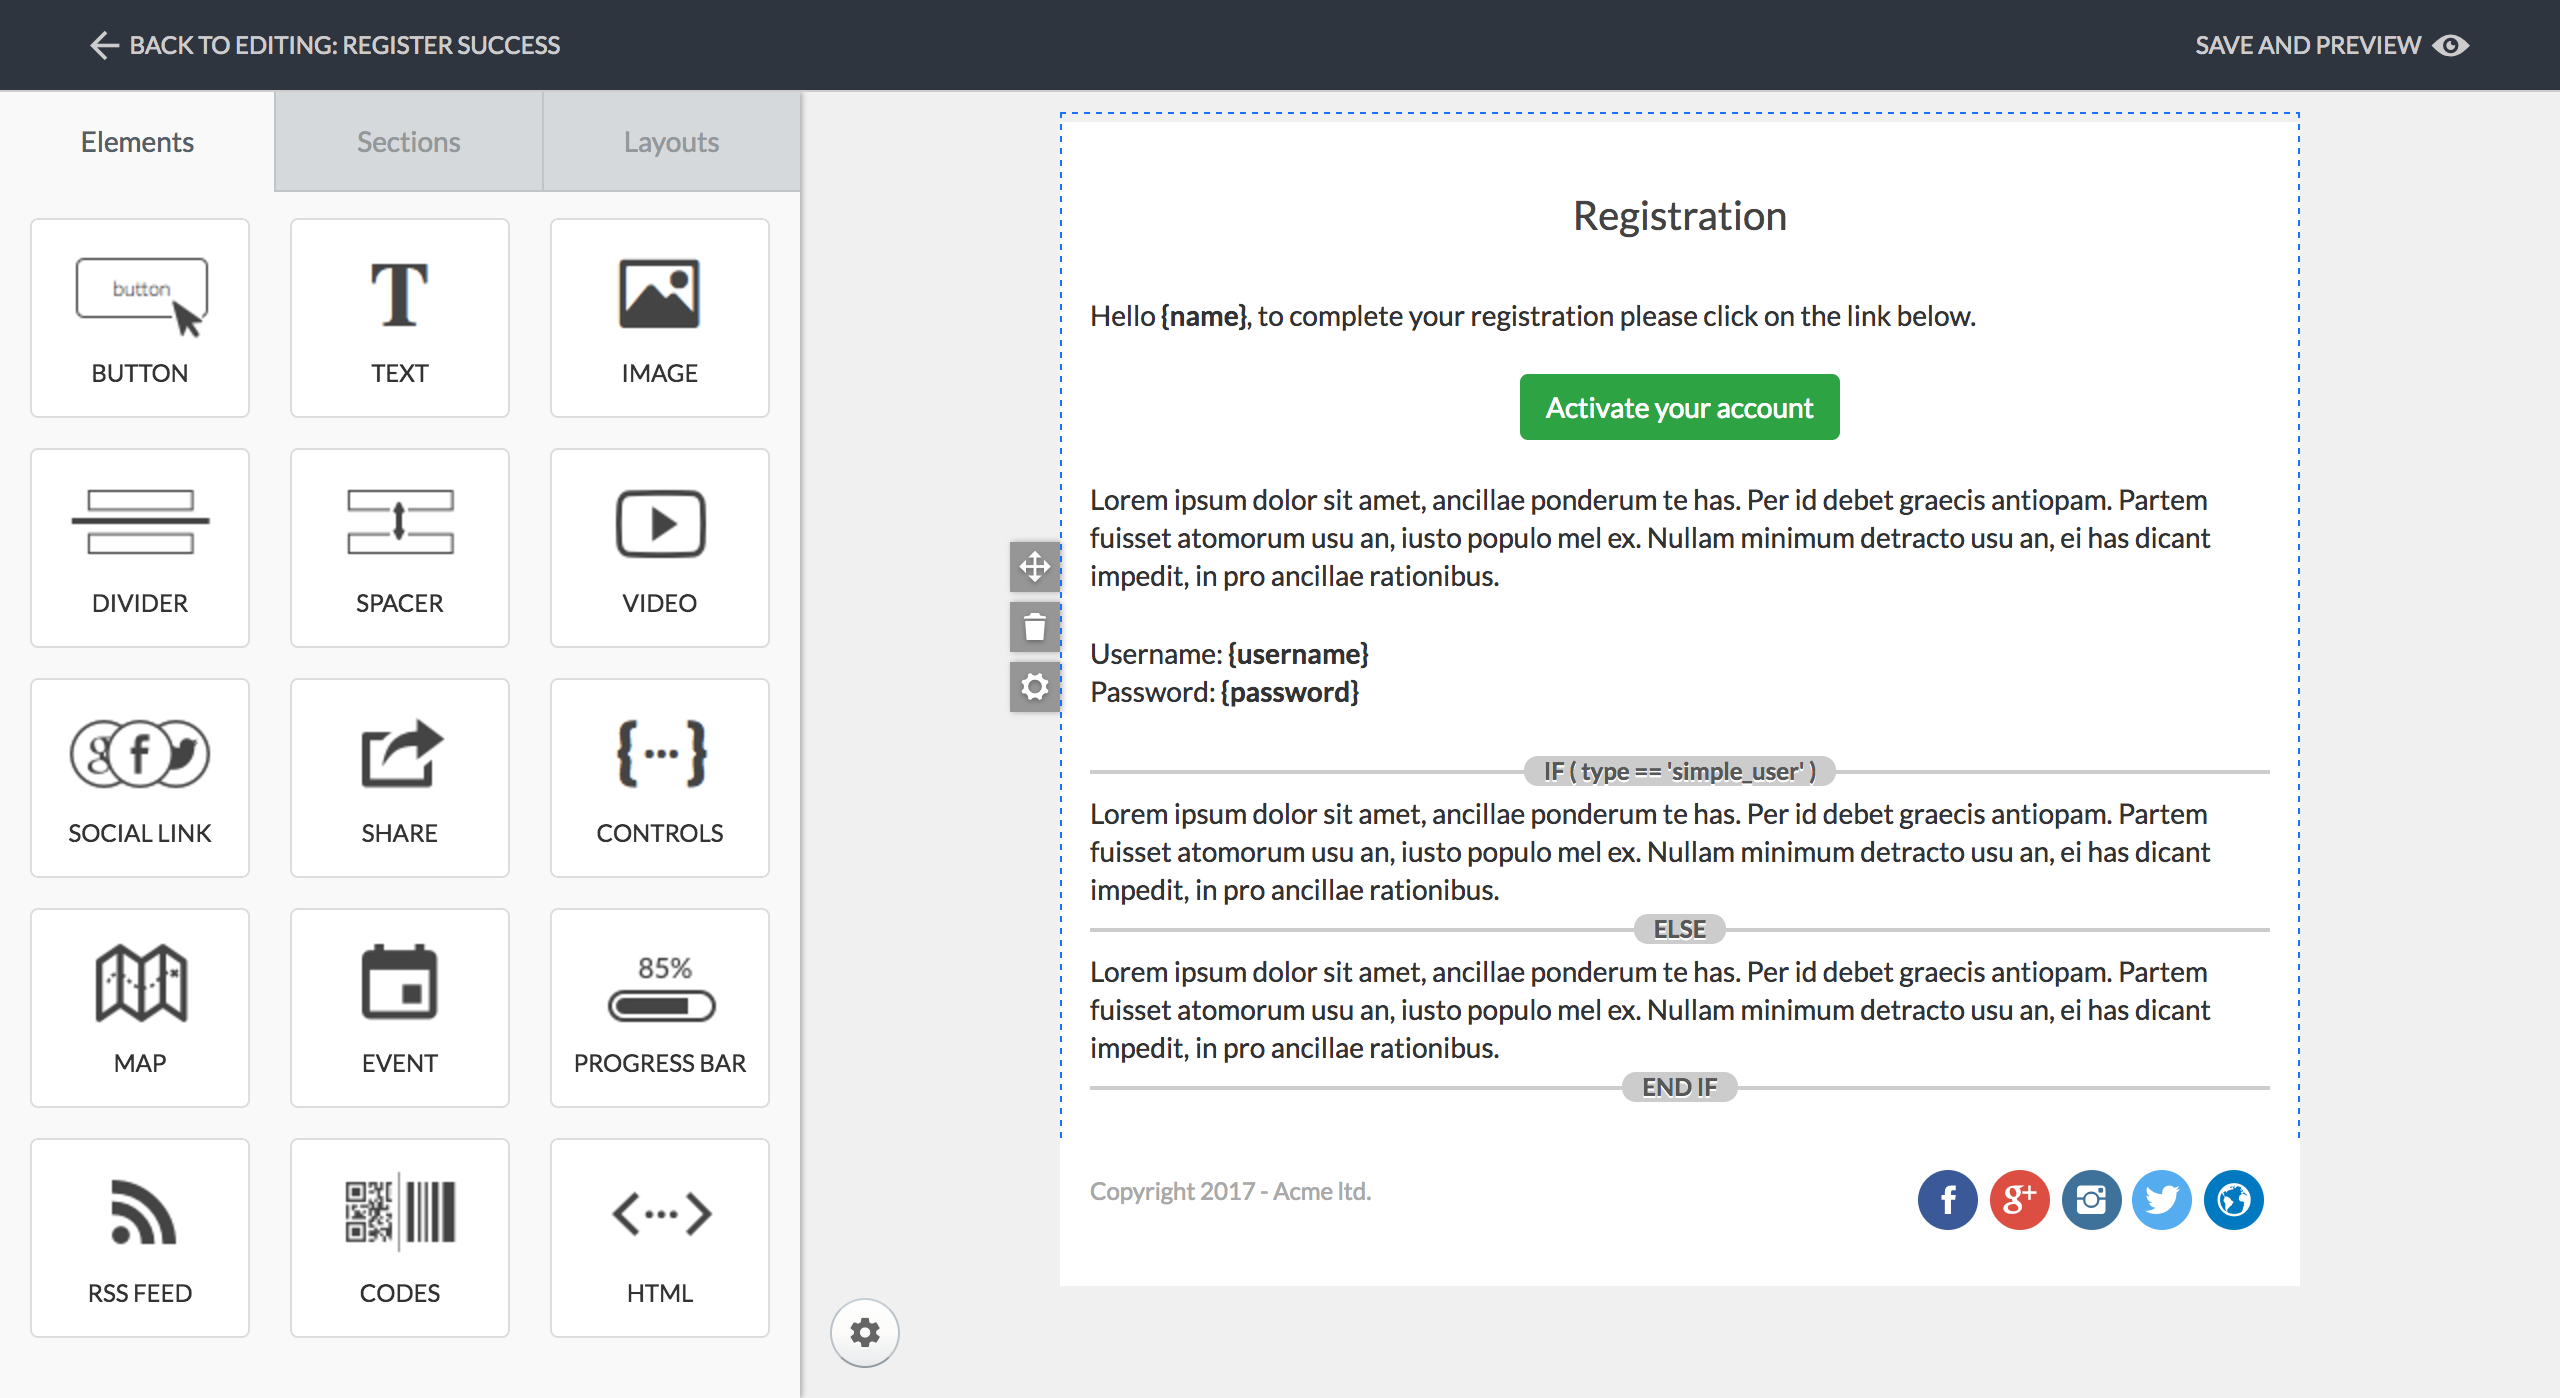 BACK TO EDITING: REGISTER SUCCESS
SAVE AND PREVIEW
Elements
Sections
Layouts
button
BUTTON
TEXT
IMAGE
DIVIDER
SPACER
VIDEO
SOCIAL LINK
SHARE
CONTROLS
MAP
EVENT
85%
PROGRESS BAR
RSS FEED
CODES
HTML
Registration
Hello {name}, to complete your registration please click on the link below.
Activate your account
Lorem ipsum dolor sit amet, ancillae ponderum te has. Per id debet graecis antiopam. Partem
fuisset atomorum usu an, iusto populo mel ex. Nullam minimum detracto usu an, ei has dicant
impedit, in pro ancillae rationibus.
Username: {username}
Password: {password}
IF ( type == 'simple_user' )
Lorem ipsum dolor sit amet, ancillae ponderum te has. Per id debet graecis antiopam. Partem
fuisset atomorum usu an, iusto populo mel ex. Nullam minimum detracto usu an, ei has dicant
impedit, in pro ancillae rationibus.
ELSE
Lorem ipsum dolor sit amet, ancillae ponderum te has. Per id debet graecis antiopam. Partem
fuisset atomorum usu an, iusto populo mel ex. Nullam minimum detracto usu an, ei has dicant
impedit, in pro ancillae rationibus.
END IF
Copyright 2017 - Acme ltd.